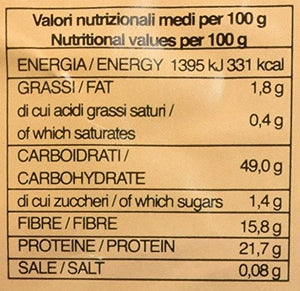 Valori nutrizionali medi per 100 g
Nutritional values per 100 g
ENERGIA / ENERGY 1395 kJ 331 kcal
GRASSI / FAT 1,8 g
di cui acidi grassi saturi /
of which saturates 0,4 g
CARBOIDRATI /
CARBOHYDRATE 49,0 g
di cui zuccheri / of which sugars 1,4 g
FIBRE / FIBRE 15,8 g
PROTEINE / PROTEIN 21,7 g
SALE / SALT 0,08 g